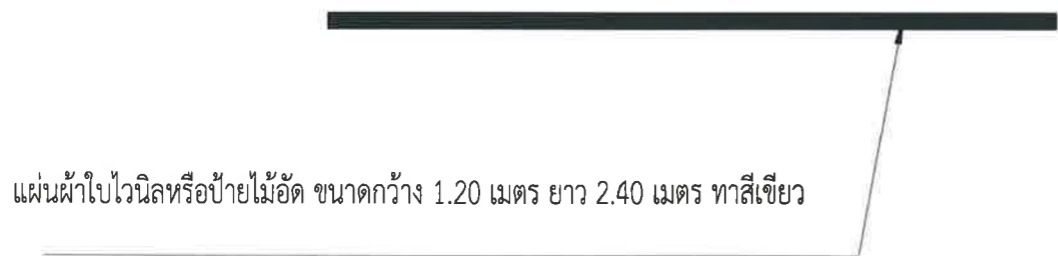 แผ่นผ้าใบไวนิลหรือป้ายไม้อัด ขนาดกว้าง 1.20 เมตร ยาว 2.40 เมตร ทาสีเขียว